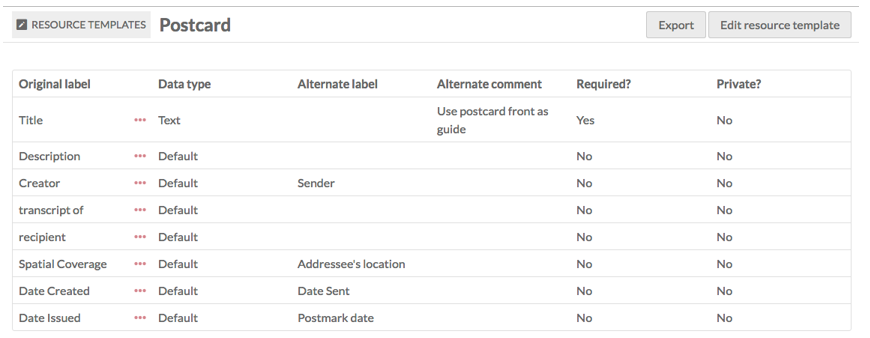 RESOURCE TEMPLATES Postcard Export Edit resource template
Original label Data type Alternate label Alternate comment Required? Private?
Title ••• Text Use postcard front as guide Yes No
Description ••• Default No No
Creator ••• Default Sender No No
transcript of ••• Default No No
recipient ••• Default No No
Spatial Coverage ••• Default Addressee's location No No
Date Created ••• Default Date Sent No No
Date Issued ••• Default Postmark date No No